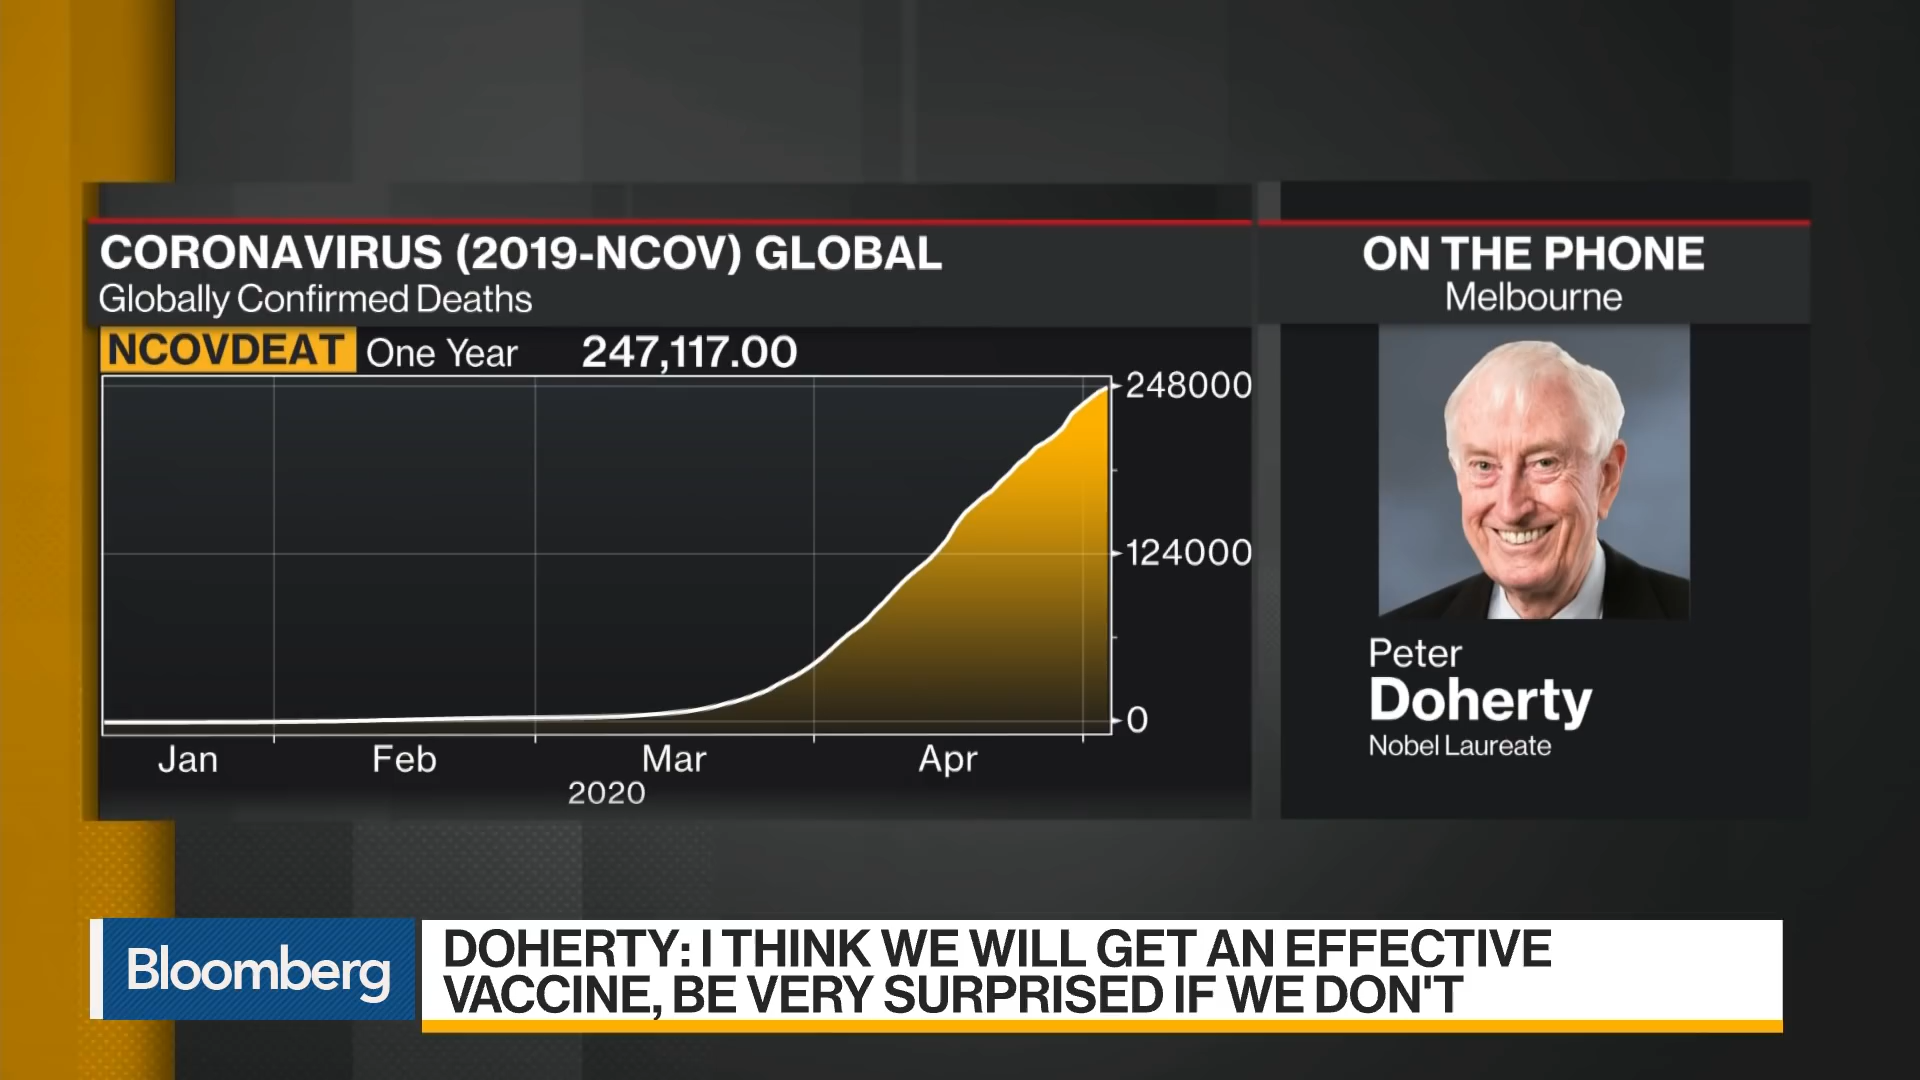 CORONAVIRUS (2019-NCOV) GLOBAL
Globally Confirmed Deaths
NCOVDEAT One Year 247,117.00
248000
124000
0
Jan Feb Mar Apr
2020
ON THE PHONE
Melbourne
Peter
Doherty
Nobel Laureate
Bloomberg
DOHERTY: I THINK WE WILL GET AN EFFECTIVE
VACCINE, BE VERY SURPRISED IF WE DON'T